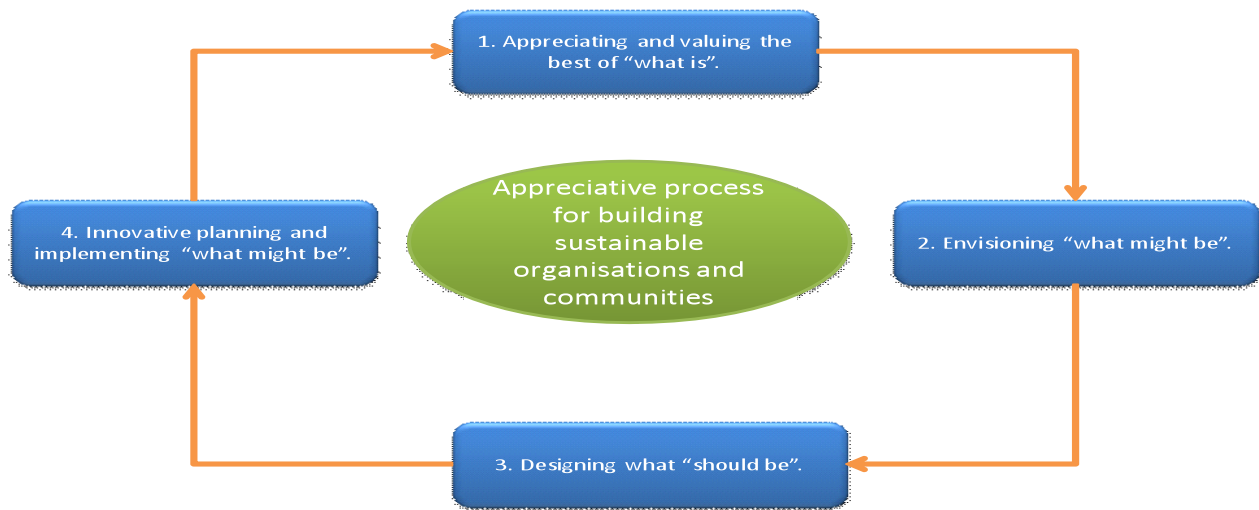 1. Appreciating and valuing the
best of “what is”.
Appreciative process
for building
sustainable
organisations and
communities
4. Innovative planning and
implementing “what might be”.
2. Envisioning “what might be”.
3. Designing what “should be”.